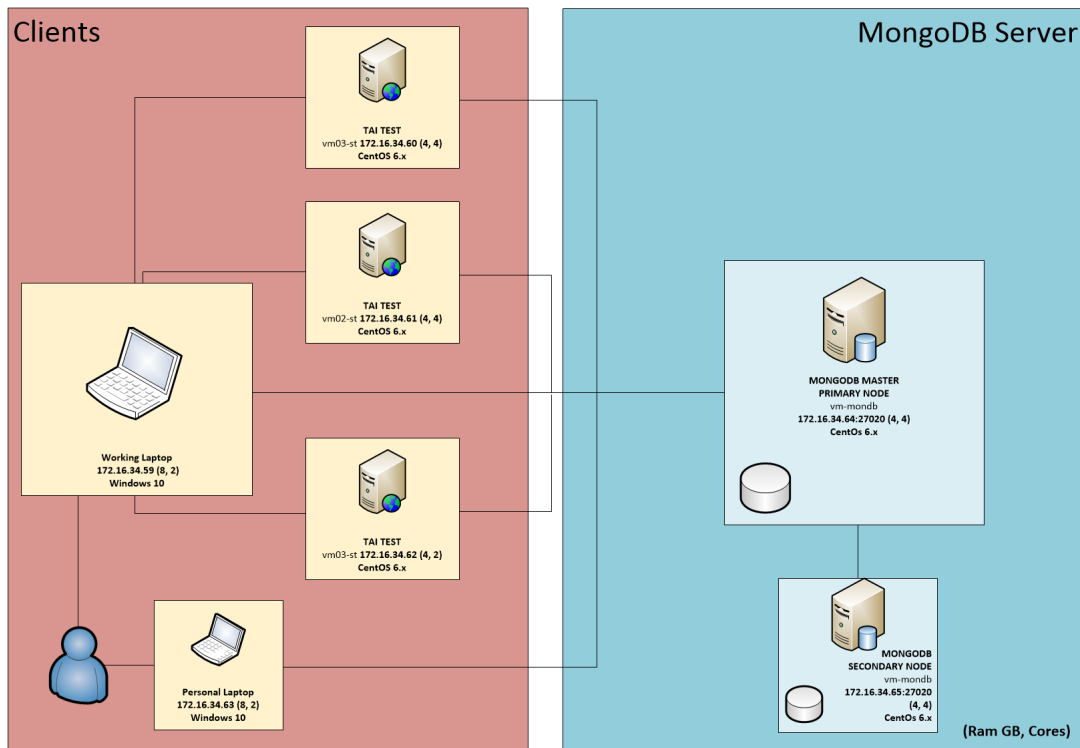 Clients
MongoDB Server
TAI TEST
vm03-st 172.16.34.60 (4, 4)
CentOS 6.x
TAI TEST
vm02-st 172.16.34.61 (4, 4)
CentOS 6.x
Working Laptop
172.16.34.59 (8, 2)
Windows 10
TAI TEST
vm03-st 172.16.34.62 (4, 2)
CentOS 6.x
Personal Laptop
172.16.34.63 (8, 2)
Windows 10
MONGODB MASTER
PRIMARY NODE
vm-mondb
172.16.34.64:27020 (4, 4)
CentOs 6.x
MONGODB
SECONDARY NODE
vm-mondb
172.16.34.65:27020
(4, 4)
CentOs 6.x
(Ram GB, Cores)